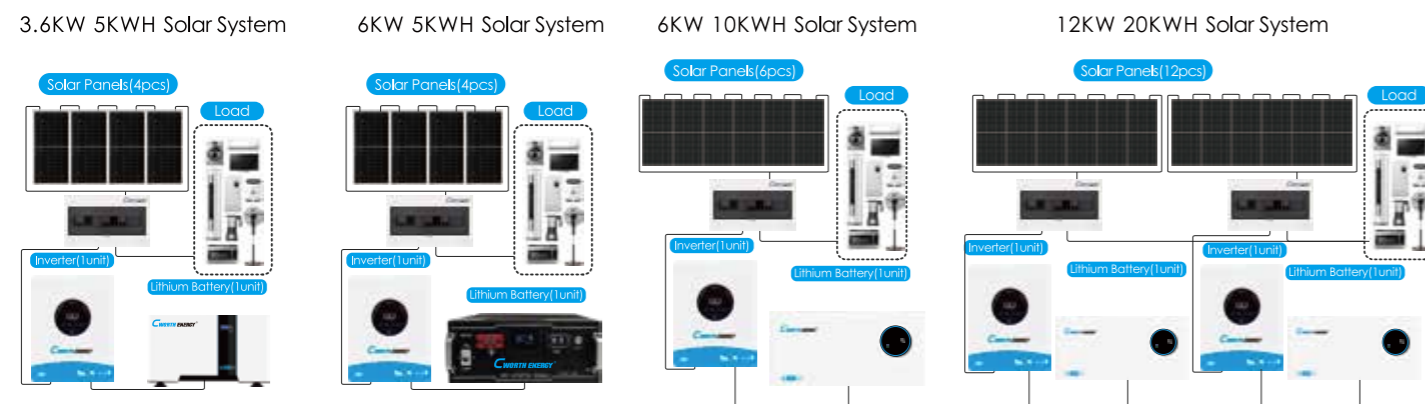 3.6KW 5KWH Solar System
Solar Panels(4pcs)
Load
Inverter(1unit)
Lithium Battery(1unit)
CWORTH ENERGY
6KW 5KWH Solar System
Solar Panels(4pcs)
Load
Inverter(1unit)
Lithium Battery(1unit)
CWORTH ENERGY
6KW 10KWH Solar System
Solar Panels(6pcs)
Load
Inverter(1unit)
Lithium Battery(1unit)
12KW 20KWH Solar System
Solar Panels(12pcs)
Load
Inverter(1unit)
Lithium Battery(1unit)
Inverter(1unit)
Lithium Battery(1unit)